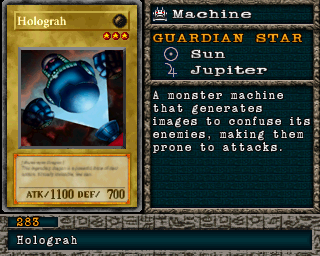 Holograh
ATK/1100 DEF/ 700
Machine
GUARDIAN STAR
Sun
Jupiter
A monster machine
that generates
images to confuse its
enemies, making them
prone to attacks.
283
Holograh